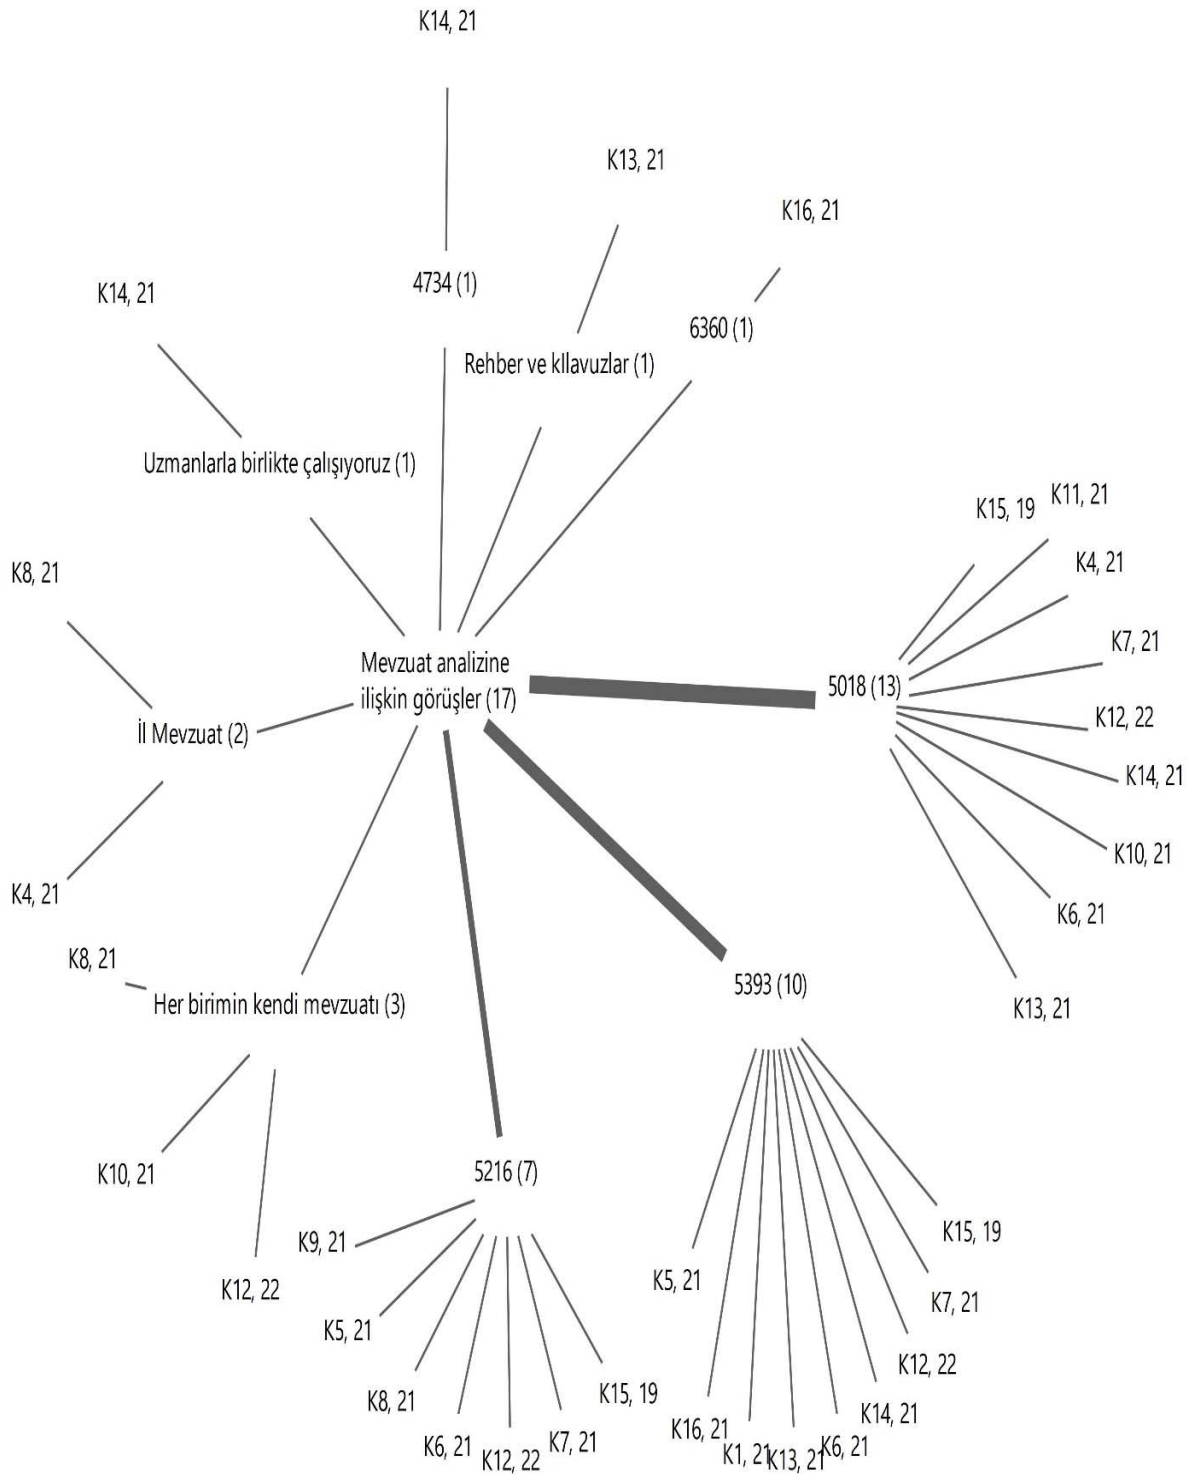 K14, 21
K13, 21
K16, 21
4734 (1)
K14, 21
6360 (1)
Rehber ve kllavuzlar (1)
Uzmanlarla birlikte çalışıyoruz (1)
K15, 19
K11, 21
K4, 21
K8, 21
K7, 21
Mevzuat analizine
ilişkin görüşler (17)
5018 (13)
K12, 22
İl Mevzuat (2)
K14, 21
K10, 21
K4, 21
K6, 21
K8, 21
5393 (10)
Her birimin kendi mevzuatı (3)
K13, 21
5216 (7)
K10, 21
K15, 19
K9, 21
K5, 21
K12, 22
K7, 21
K5, 21
K12, 22
K8, 21
K15, 19
K14, 21
K16, 21
K6, 21
K7, 21
K6, 21
K12, 22
K1, 21
K13, 21